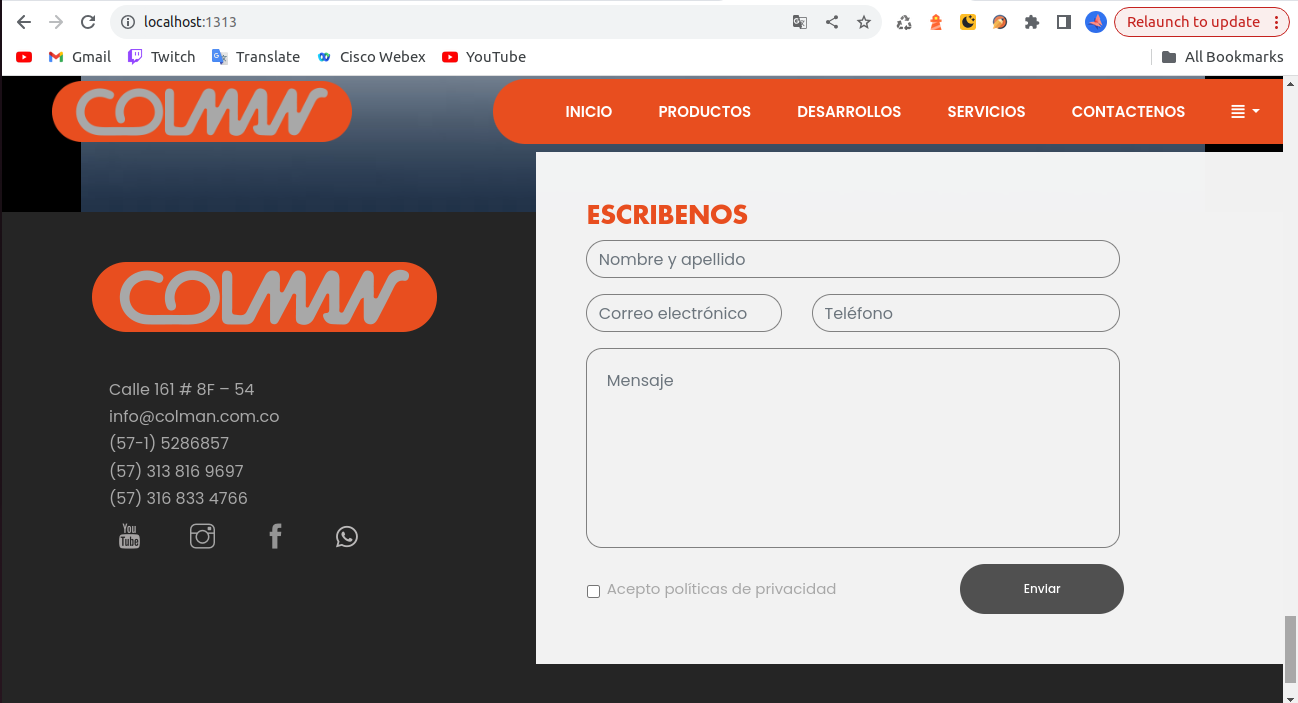 localhost:1313
Relaunch to update
Gmail
Twitch
Translate
Cisco Webex
YouTube
All Bookmarks
COLMAN
INICIO
PRODUCTOS
DESARROLLOS
SERVICIOS
CONTACTENOS
COLMAN
Calle 161 # 8F – 54
info@colman.com.co
(57-1) 5286857
(57) 313 816 9697
(57) 316 833 4766
You
Tube
ESCRIBENOS
Nombre y apellido
Correo electrónico
Teléfono
Mensaje
Acepto políticas de privacidad
Enviar